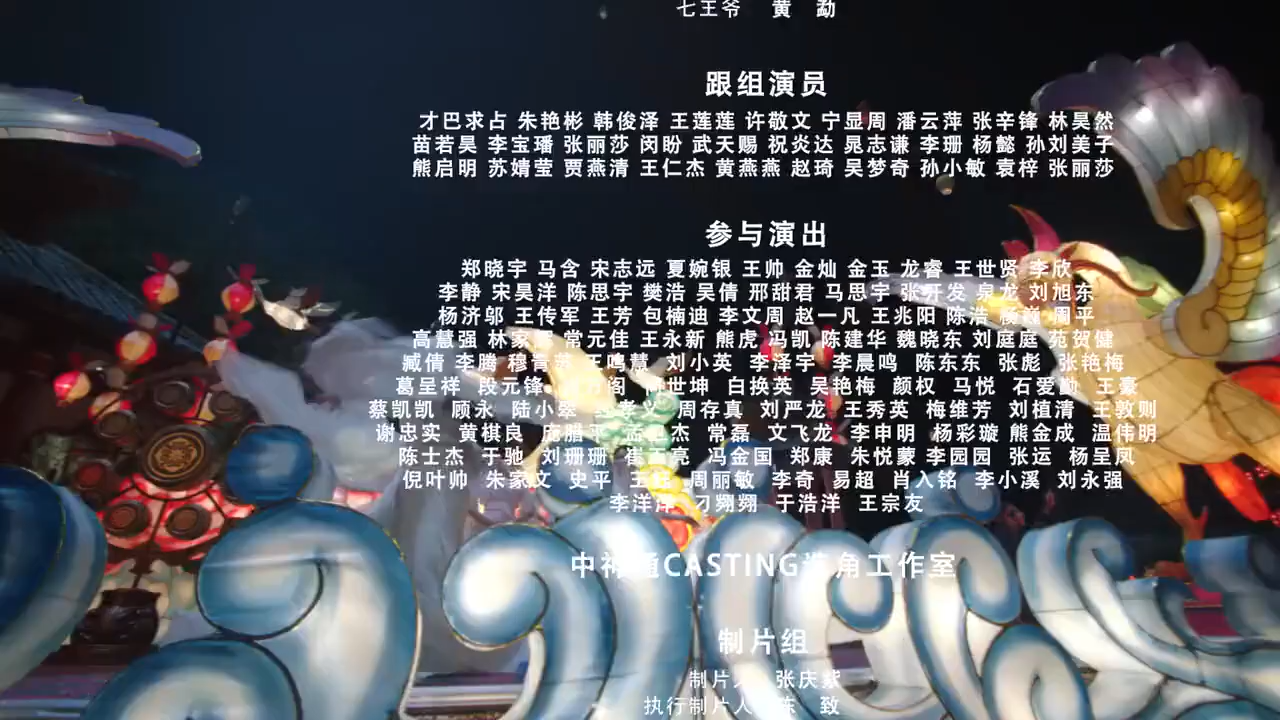 七王爷 黄 勐
跟组演员
才巴求占 朱艳彬 韩俊泽 王莲莲 许敬文 宁显周 潘云萍 张辛锋 林昊然
苗若昊 李宝璠 张丽莎 闵盼 武天赐 祝炎达 晁志谦 李珊 杨懿 孙刘美子
熊启明 苏婧莹 贾燕清 王仁杰 黄燕燕 赵琦 吴梦奇 孙小敏 袁梓 张丽莎
参与演出
郑晓宇 马含 宋志远 夏婉银 王帅 金灿 金玉 龙睿 王世贤 李欣
李静 宋昊洋 陈思宇 樊浩 吴倩 邢甜君 马思宇 张开发 泉龙 刘旭东
杨济邬 王传军 王芳 包楠迪 李文周 赵一凡 王兆阳 陈浩 周平
高慧强 常元佳 王永新 熊虎 冯凯 陈建华 魏晓东 刘庭庭 苑贺健
臧倩 李腾 王鸣慧 刘小英 李泽宇 李晨鸣 陈东东 张彪 张艳梅
葛呈祥 段元锋 白换英 吴艳梅 颜权 马悦 石爱勤 王豪
蔡凯凯 顾永 陆小翠 周存真 刘严龙 王秀英 梅维芳 刘植清 王敦则
谢忠实 黄棋良 常磊 文飞龙 李申明 杨彩璇 熊金成 温伟明
陈士杰 于驰 刘珊珊 冯金国 郑康 朱悦蒙 李园园 张运 杨呈凤
倪叶帅 朱家文 史平 周丽敏 李奇 易超 肖入铭 李小溪 刘永强
李洋洋 刁翙翙 于浩洋 王宗友
CASTING 角工作室
制片组
制片人 张庆紫
执行制片人 致